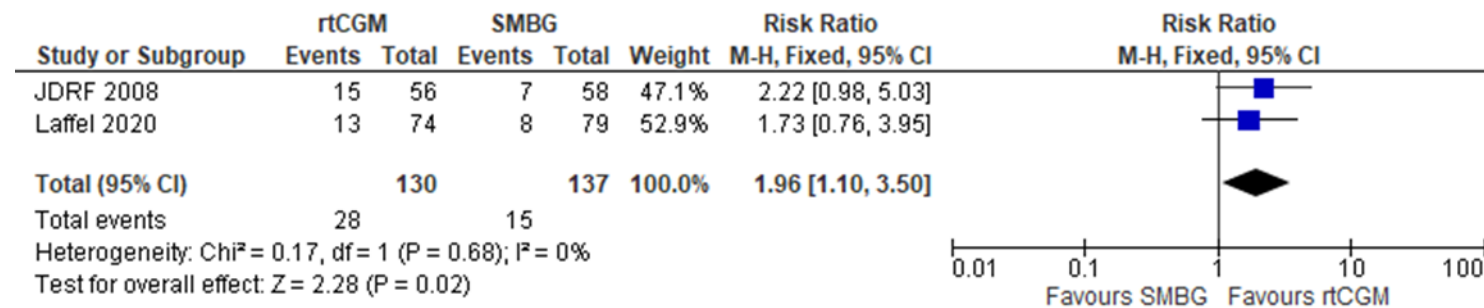 rtCGM SMBG Risk Ratio Risk Ratio
Study or Subgroup Events Total Events Total Weight M-H, Fixed, 95% CI M-H, Fixed, 95% CI
JDRF 2008 15 56 7 58 47.1% 2.22 [0.98, 5.03]
Laffel 2020 13 74 8 79 52.9% 1.73 [0.76, 3.95]
Total (95% CI) 130 137 100.0% 1.96 [1.10, 3.50]
Total events 28 15
Heterogeneity: Chi² = 0.17, df = 1 (P = 0.68); I² = 0%
Test for overall effect: Z = 2.28 (P = 0.02)
0.01 0.1 1 10 100
Favours SMBG Favours rtCGM